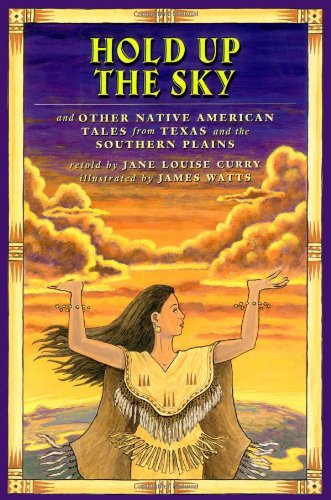 HOLD UP
THE SKY
and OTHER NATIVE AMERICAN
TALES from TEXAS and the
SOUTHERN PLAINS
retold by JANE LOUISE CURRY
illustrated by JAMES WATTS